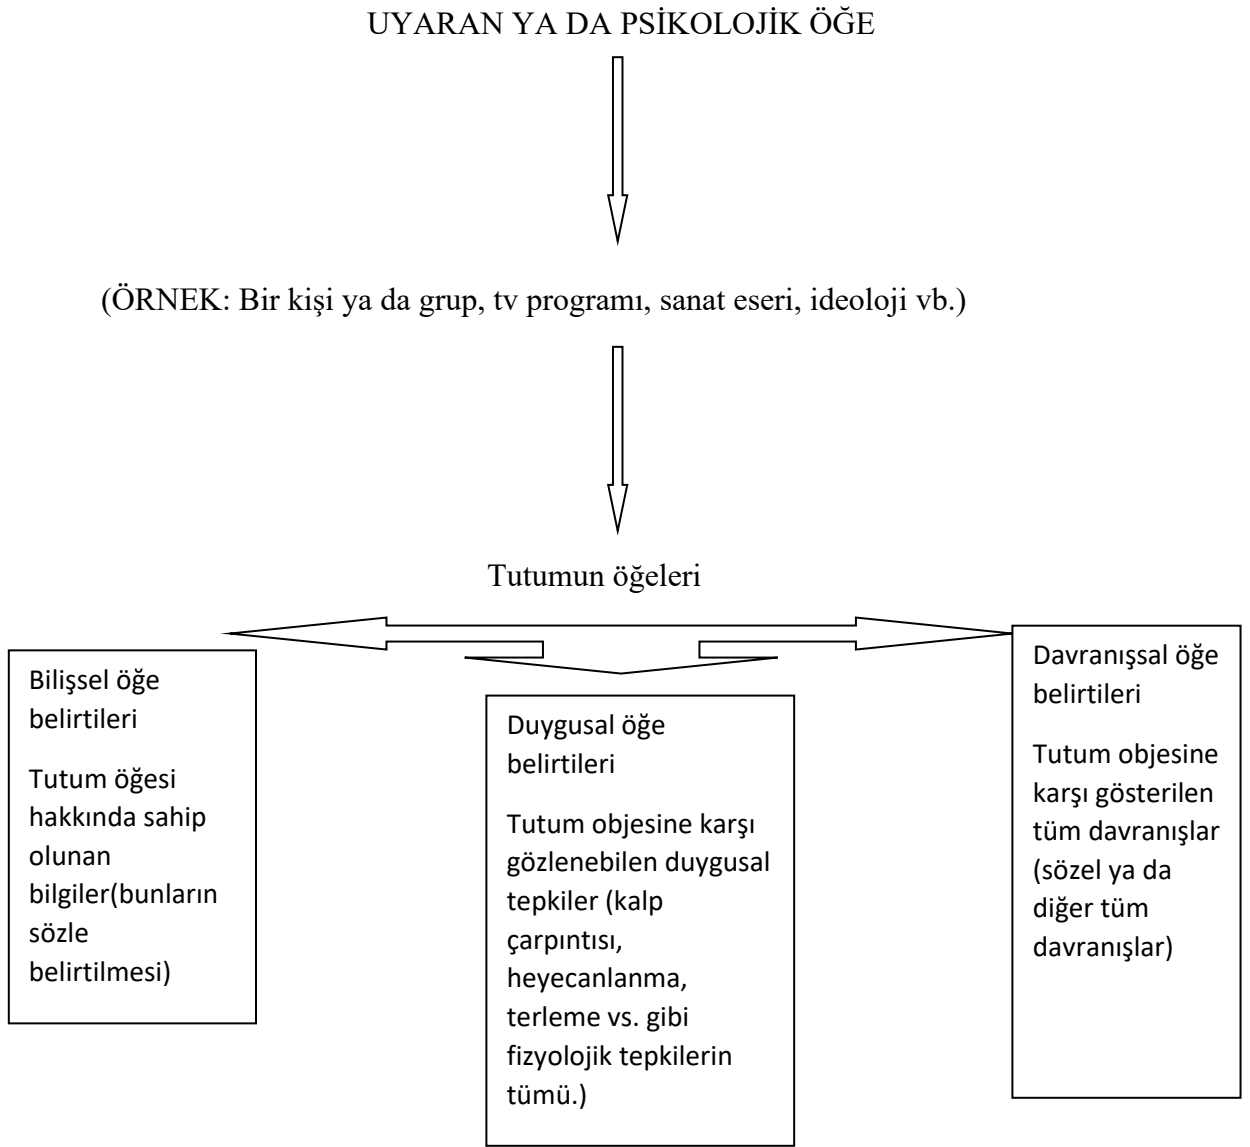 UYARAN YA DA PSİKOLOJİK ÖĞE
(ÖRNEK: Bir kişi ya da grup, tv programı, sanat eseri, ideoloji vb.)
Tutumun öğeleri
Bilişsel öğe
belirtileri
Tutum öğesi
hakkında sahip
olunan
bilgiler(bunların
sözle
belirtilmesi)
Duygusal öğe
belirtileri
Tutum objesine karşı
gözlenebilen duygusal
tepkiler (kalp
çarpıntısı,
heyecanlanma,
terleme vs. gibi
fizyolojik tepkilerin
tümü.)
Davranışsal öğe
belirtileri
Tutum objesine
karşı gösterilen
tüm davranışlar
(sözel ya da
diğer tüm
davranışlar)